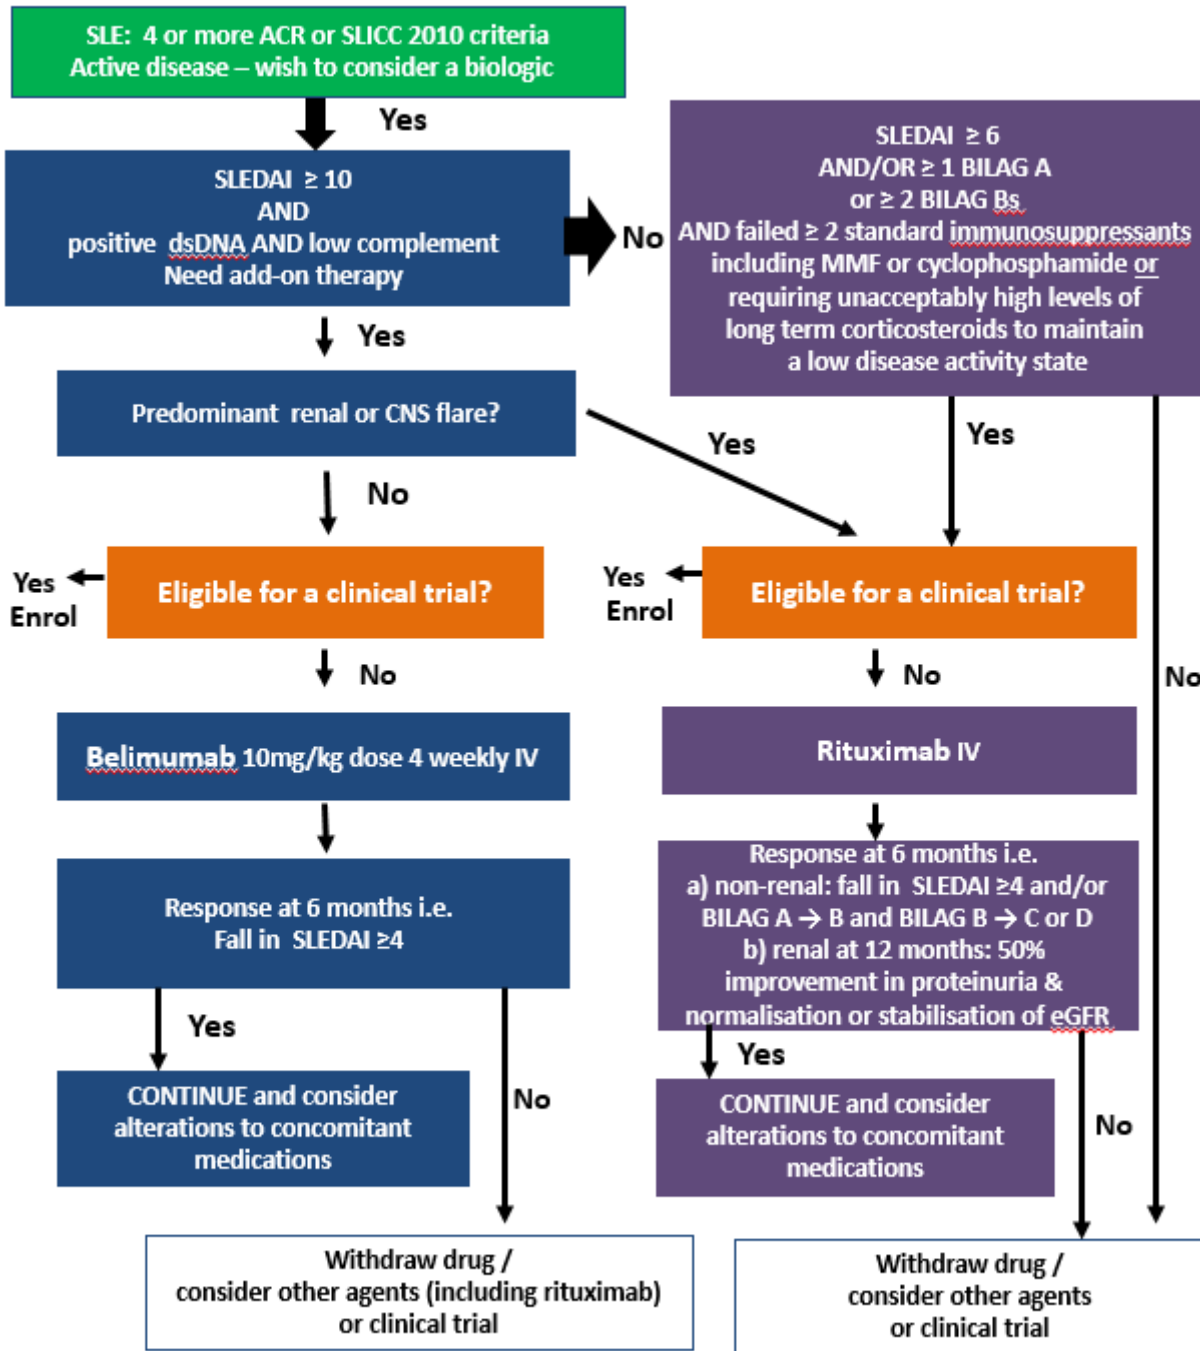 SLE: 4 or more ACR or SLICC 2010 criteria
Active disease – wish to consider a biologic
Yes
SLEDAI ≥ 10
AND
positive dsDNA AND low complement
Need add-on therapy
No
SLEDAI ≥ 6
AND/OR ≥ 1 BILAG A
or ≥ 2 BILAG Bs
AND failed ≥ 2 standard immunosuppressants
including MMF or cyclophosphamide or
requiring unacceptably high levels of
long term corticosteroids to maintain
a low disease activity state
Yes
Predominant renal or CNS flare?
Yes
Yes
No
Eligible for a clinical trial?
Yes
Enrol
Eligible for a clinical trial?
Yes
Enrol
No
No
No
Belimumab 10mg/kg dose 4 weekly IV
Rituximab IV
Response at 6 months i.e.
Fall in SLEDAI ≥4
Response at 6 months i.e.
a) non-renal: fall in SLEDAI ≥4 and/or
BILAG A → B and BILAG B → C or D
b) renal at 12 months: 50%
improvement in proteinuria &
normalisation or stabilisation of eGFR
Yes
No
Yes
No
CONTINUE and consider
alterations to concomitant
medications
CONTINUE and consider
alterations to concomitant
medications
Withdraw drug /
consider other agents (including rituximab)
or clinical trial
Withdraw drug /
consider other agents
or clinical trial